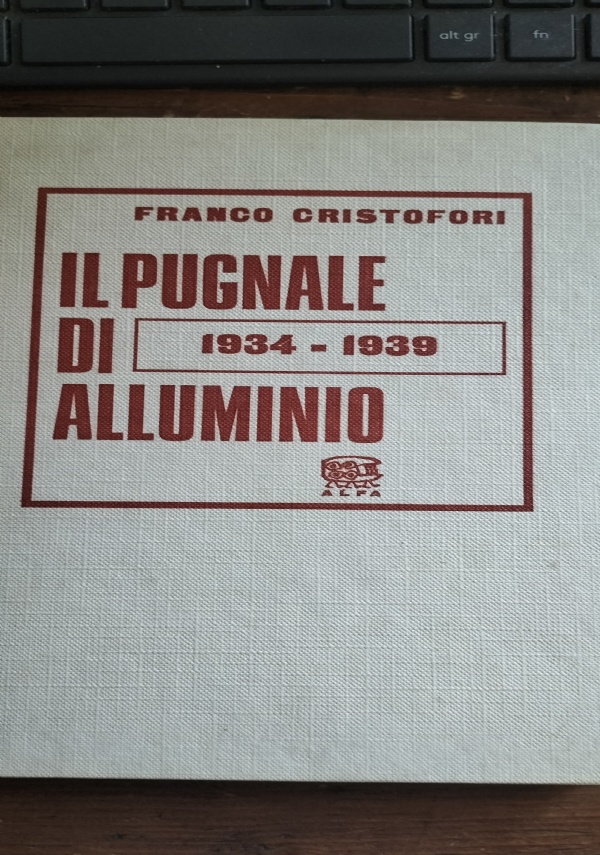 alt gr
fn
FRANCO CRISTOFORI
IL PUGNALE
DI 1934 - 1939
ALLUMINIO
ALFA